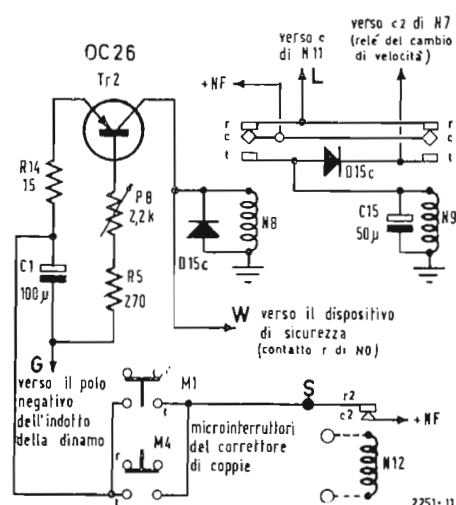 OC26
Tr2
verso c
di N11
L
verso c2 di N7
(relé del cambio
di velocità)
+NF
r
c
t
r
c
t
D15c
R14
15
P8
2,2k
R5
270
C1
100µ
D15c
N8
C15
50µ
N9
G
verso il polo
negativo
dell'indotto
della dinamo
W verso il dispositivo
di sicurezza
(contatto r di N0)
M1
t
M4
r
t
microinterruttori
del correttore
di coppie
S
r2
c2
+NF
N12
2251-11